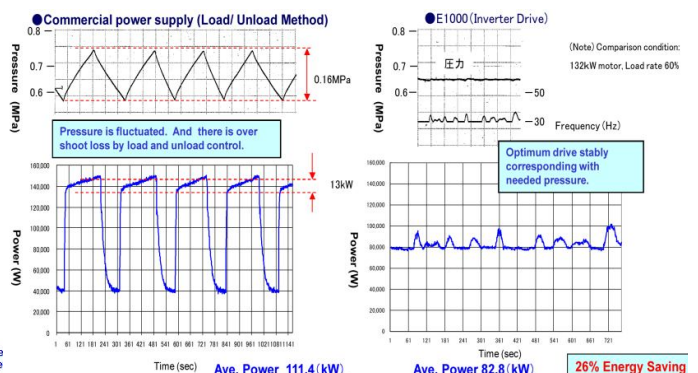 ●Commercial power supply (Load/ Unload Method)
0.8
0.7
0.6
Pressure (MPa)
0.16MPa
Pressure is fluctuated. And there is over
shoot loss by load and unload control.
160,000
140,000
120,000
100,000
80,000
60,000
40,000
20,000
0
Power (W)
13kW
1 61 121 181 241 301 361 421 481 541 601 661 721 781 841 901 961 1021 1081 1141
Time (sec)
Ave. Power 111.4(kW)
●E1000 (Inverter Drive)
0.8
0.7
0.6
Pressure (MPa)
圧力
50
30
Frequency (Hz)
(Note) Comparison condition:
132kW motor, Load rate 60%
Optimum drive stably
corresponding with
needed pressure.
160,000
140,000
120,000
100,000
80,000
60,000
40,000
20,000
0
Power (W)
1 61 121 181 241 301 361 421 481 541 601 661 721
Time (sec)
Ave. Power 82.8(kW)
26% Energy Saving